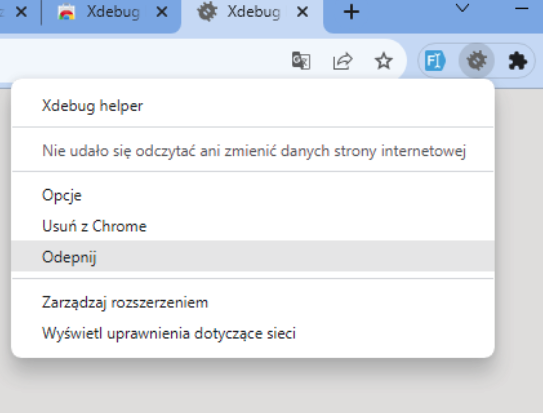 Xdebug
Xdebug
Xdebug helper
Nie udało się odczytać ani zmienić danych strony internetowej
Opcje
Usuń z Chrome
Odepnij
Zarządzaj rozszerzeniem
Wyświetl uprawnienia dotyczące sieci